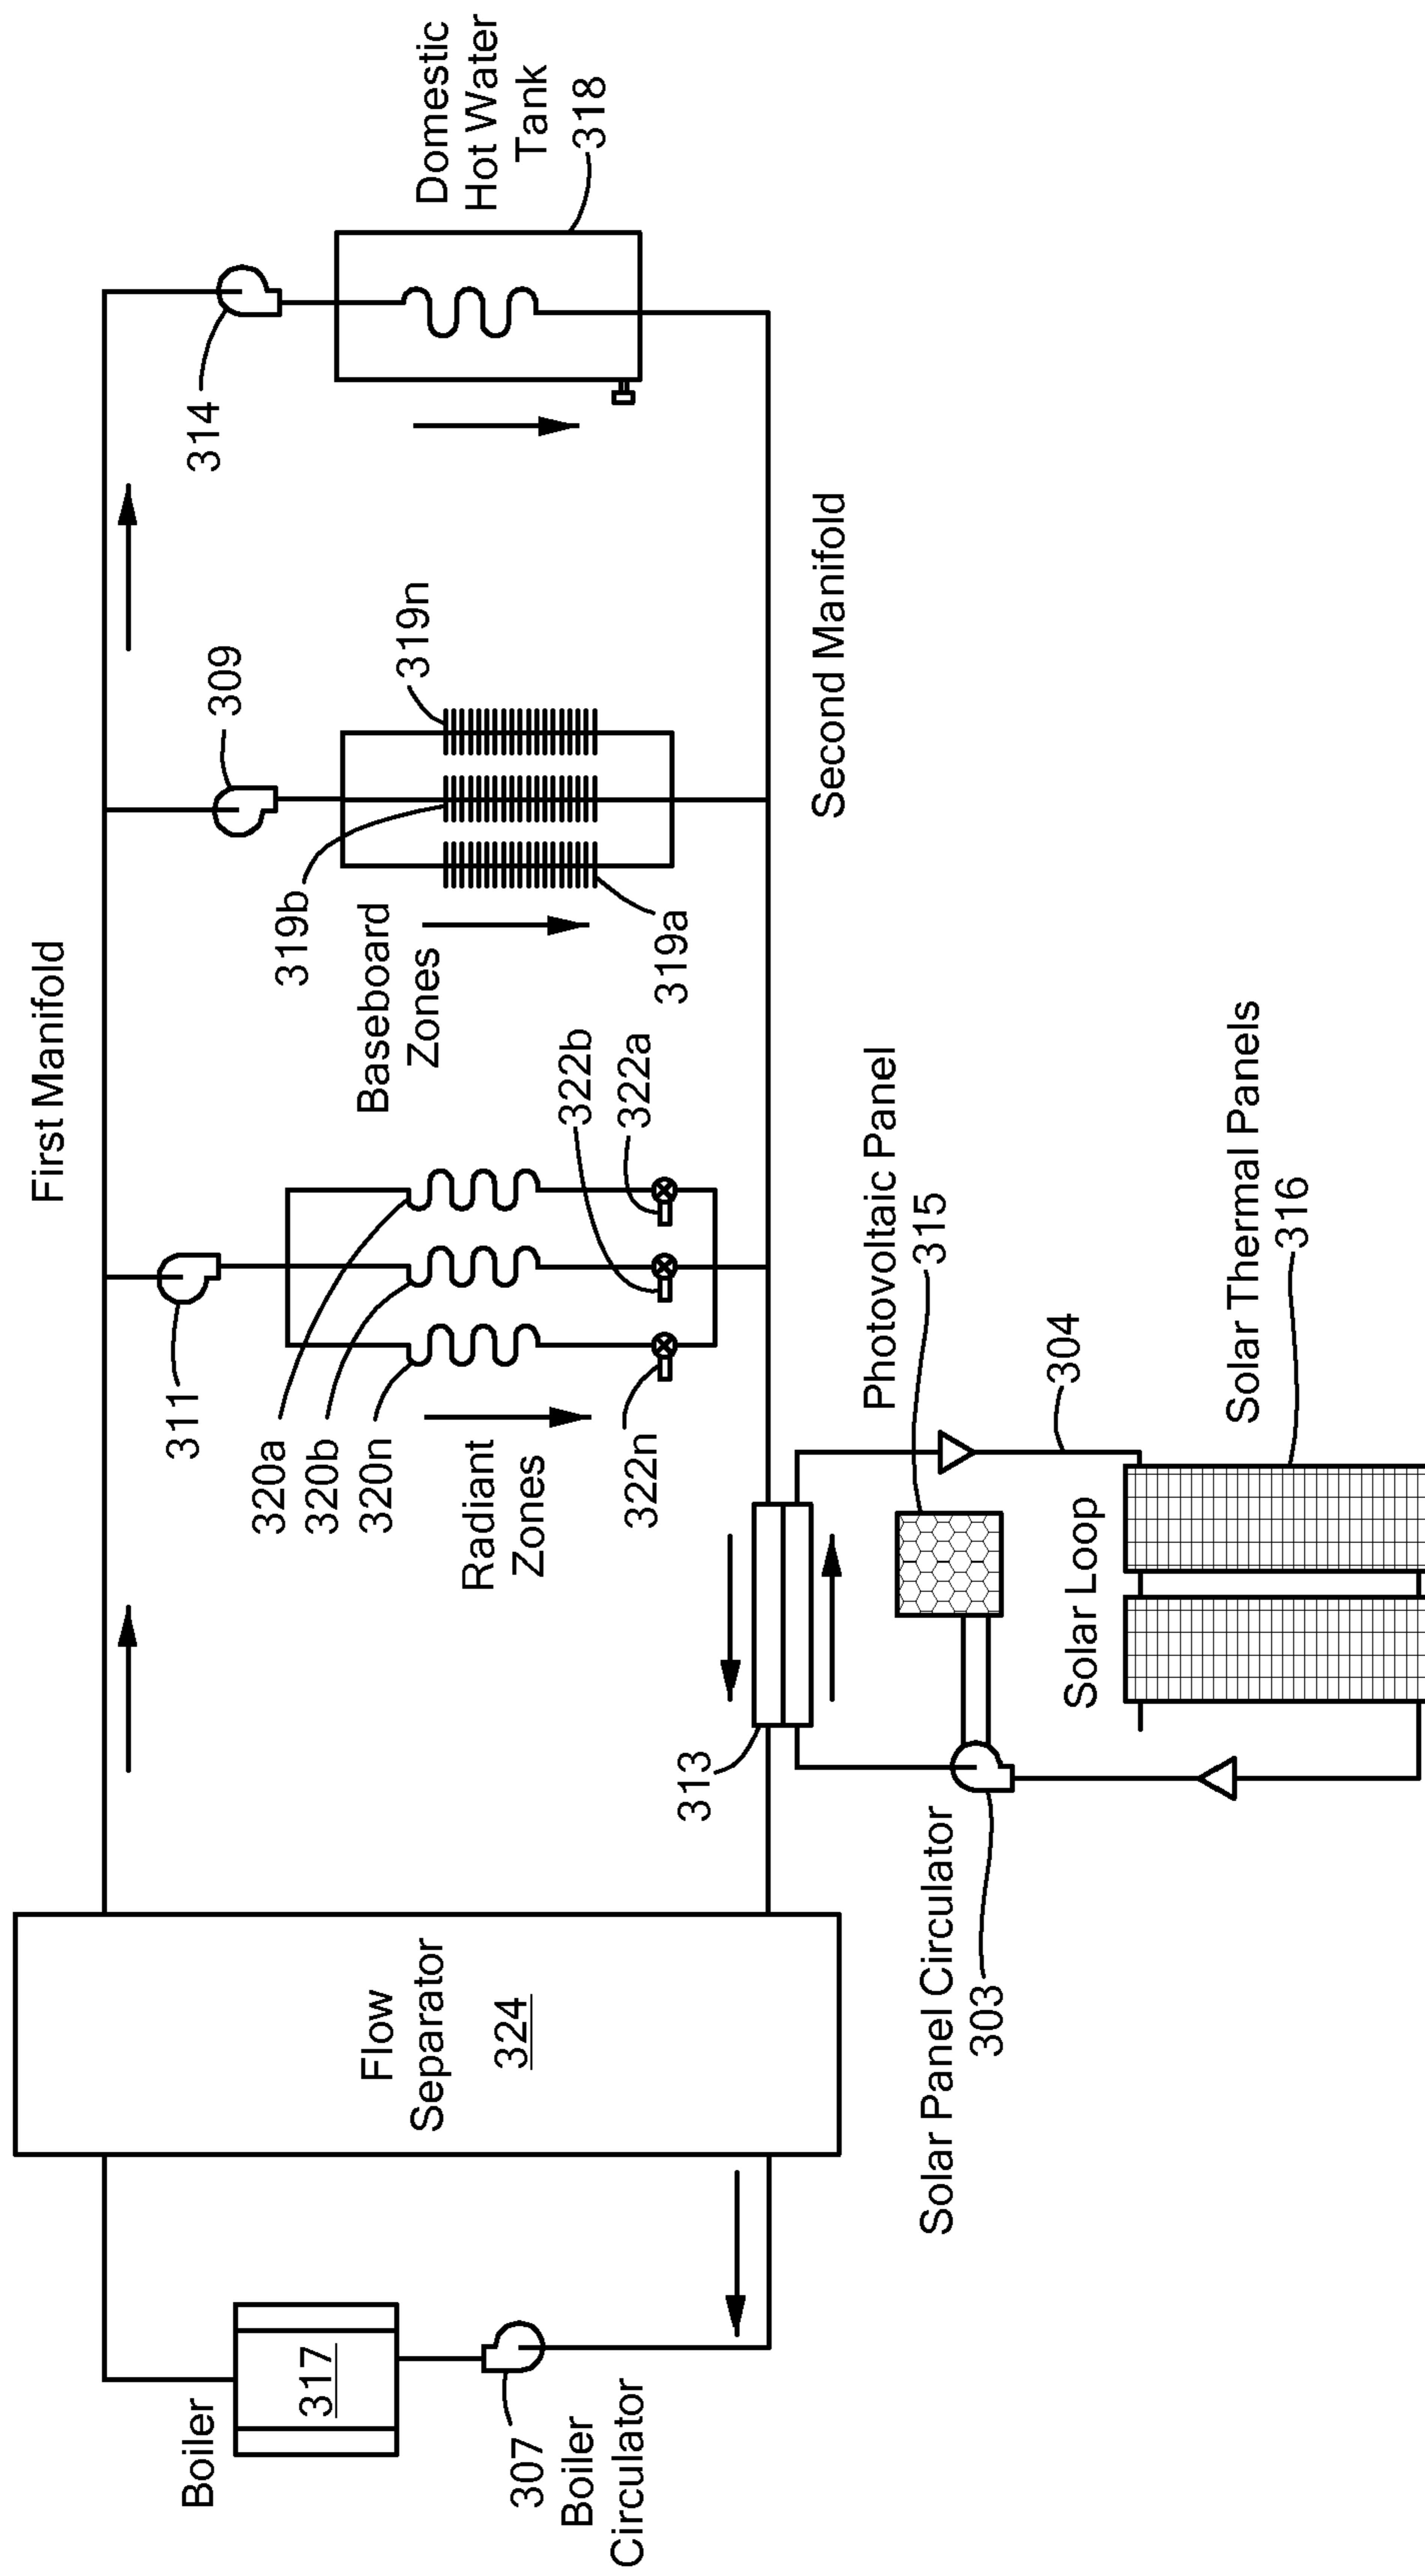 First Manifold
Boiler
317
307
Boiler
Circulator
Flow
Separator
324
311
320a
320b
320n
Radiant
Zones
322n
322b
322a
309
319b
319n
319a
Baseboard
Zones
314
Domestic
Hot Water
Tank
318
Second Manifold
313
Photovoltaic Panel
315
Solar Panel Circulator
303
304
Solar Loop
Solar Thermal Panels
316